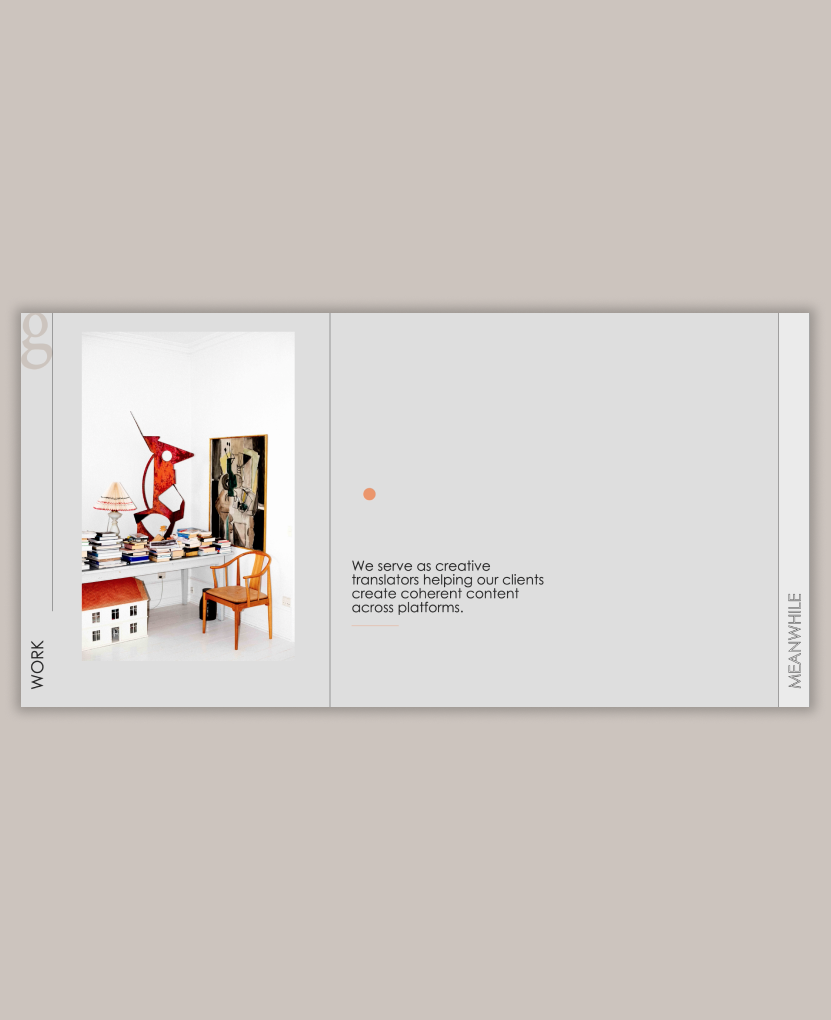 g
WORK
We serve as creative
translators helping our clients
create coherent content
across platforms.
MEANWHILE